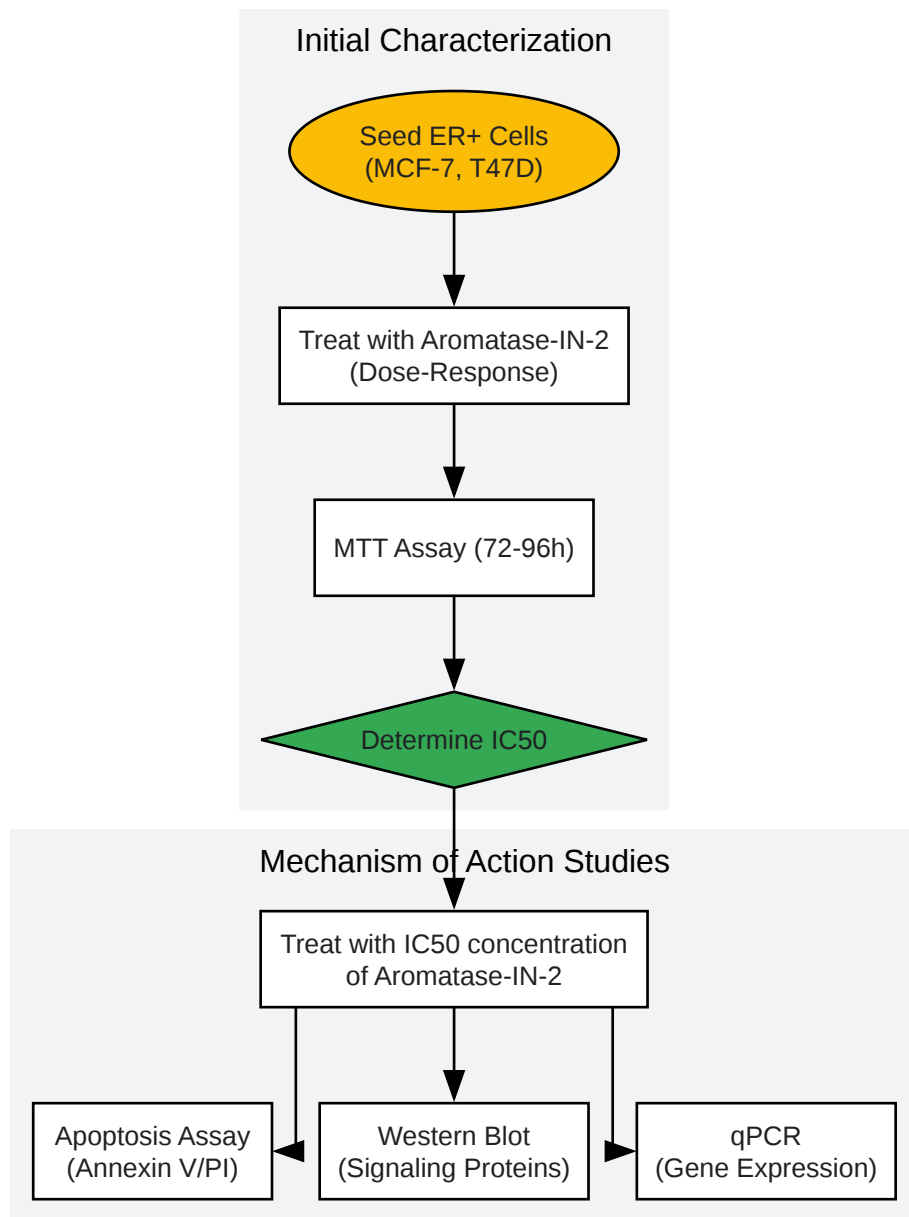 Initial Characterization
Seed ER+ Cells
(MCF-7, T47D)
Treat with Aromatase-IN-2
(Dose-Response)
MTT Assay (72-96h)
Determine IC50
Mechanism of Action Studies
Treat with IC50 concentration
of Aromatase-IN-2
Apoptosis Assay
(Annexin V/PI)
Western Blot
(Signaling Proteins)
qPCR
(Gene Expression)